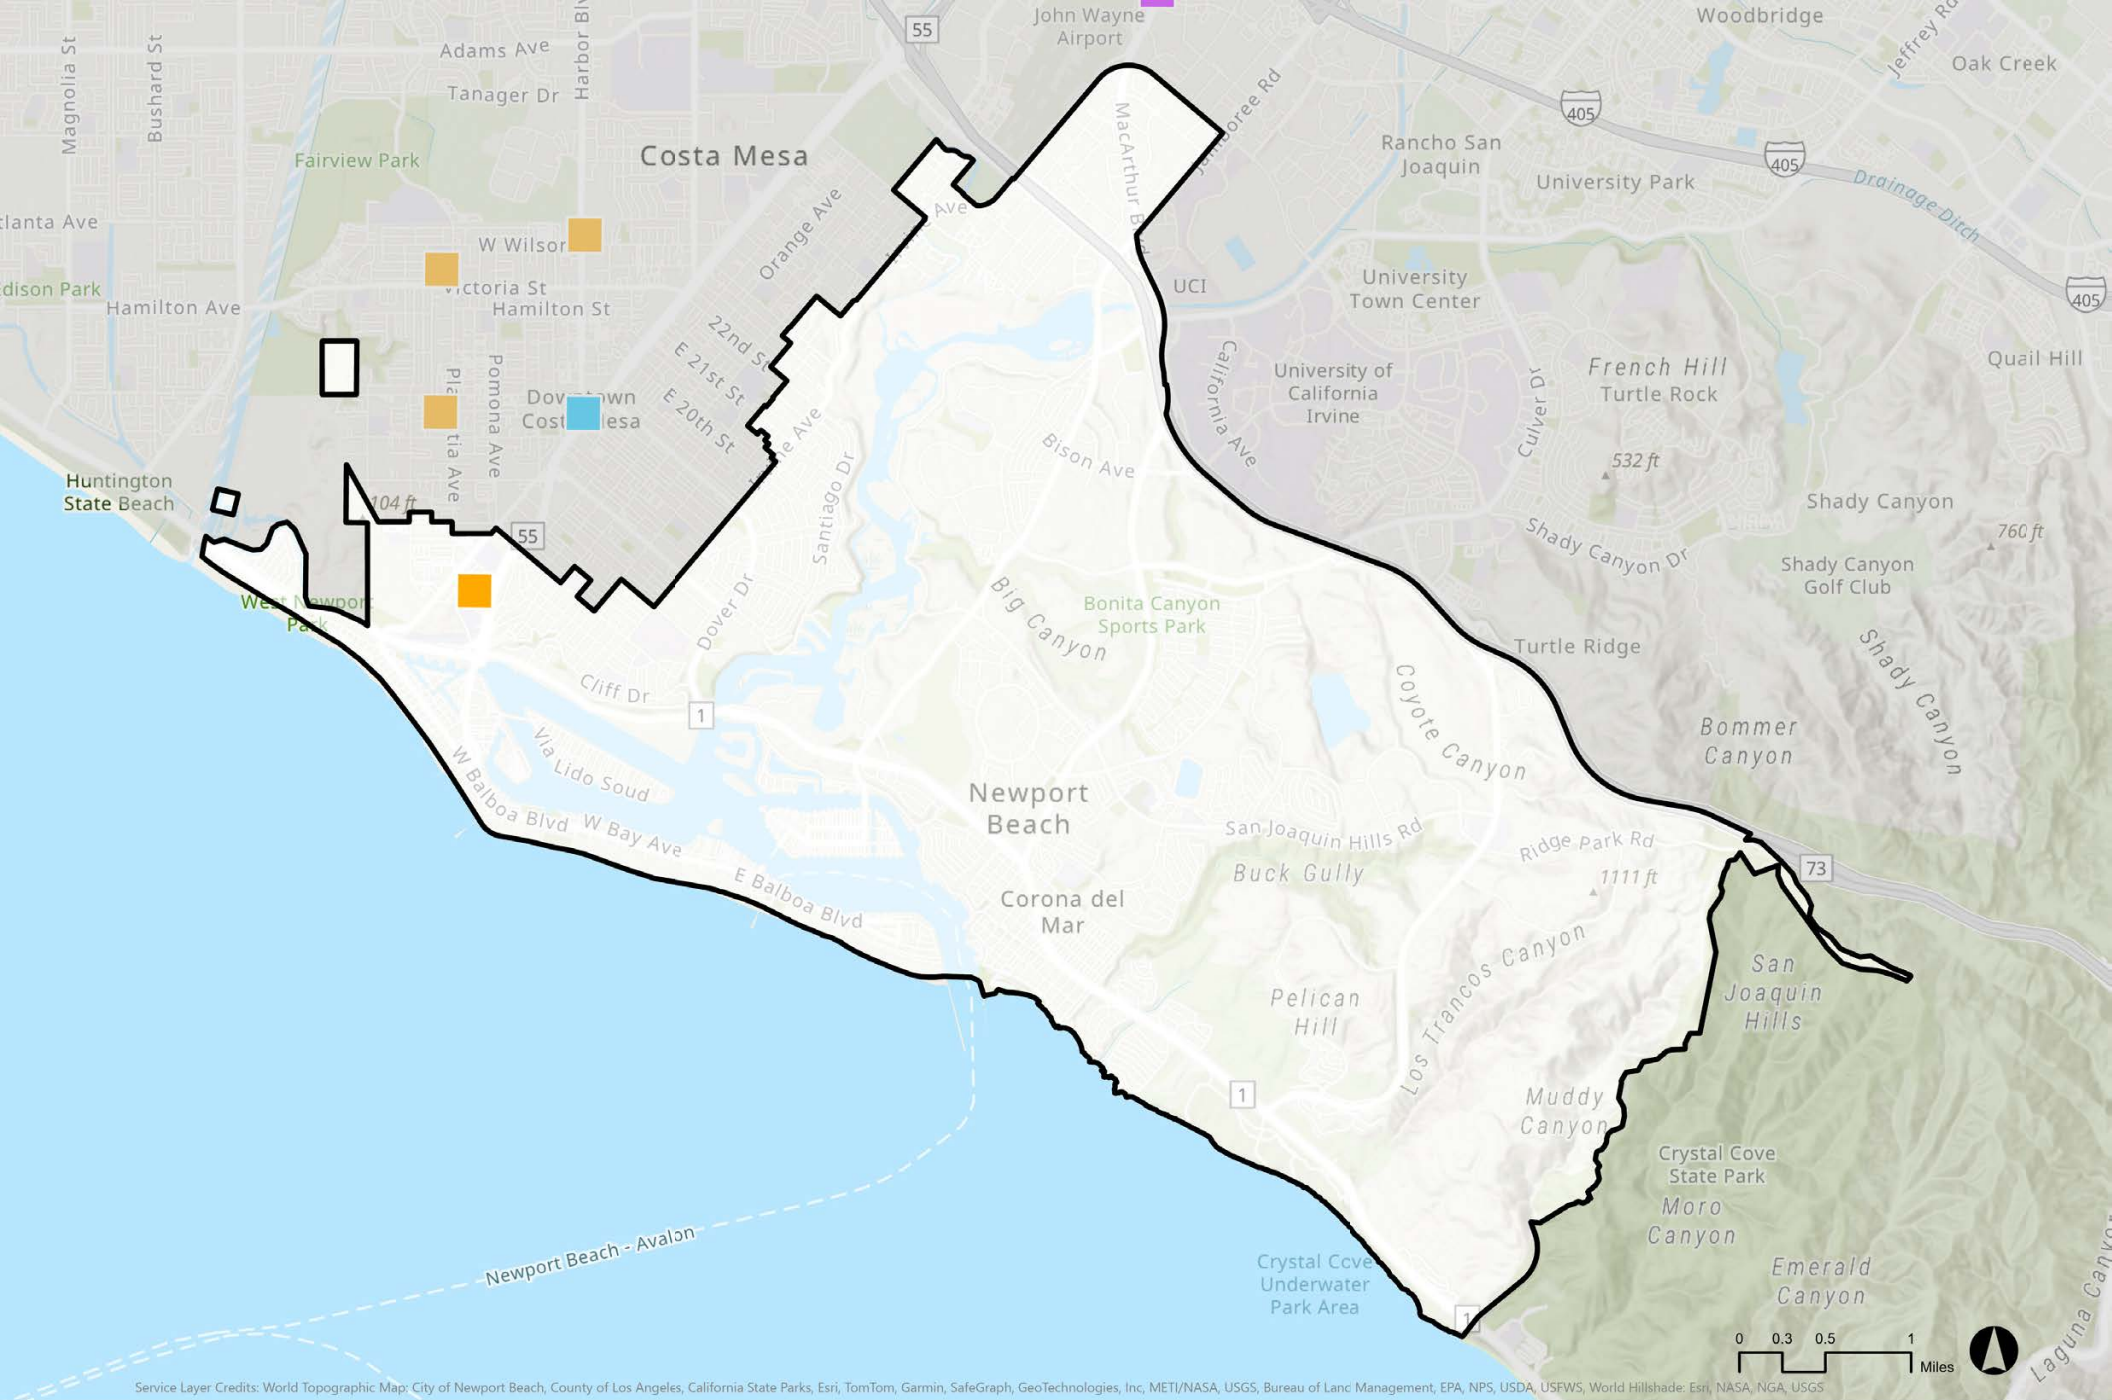 John Wayne
Airport
55
Woodbridge
Jeffrey Rd
Oak Creek
Magnolia St
Bushard St
Adams Ave
Tanager Dr
Fairview Park
Costa Mesa
MacArthur
405
Rancho San
Joaquin
405
University Park
Drainage Ditch
405
Orange Ave
Ave
W Wilson
Victoria St
Hamilton St
Hamilton Ave
UCI
University
Town Center
22nd St
E 21st St
E 20th St
Pomona Ave
Downtown
University of
California
Irvine
California Ave
Culver Dr
French Hill
Turtle Rock
532 ft
Quail Hill
Huntington
State Beach
104 ft
55
Santiago Dr
Bison Ave
Shady Canyon
760 ft
Shady Canyon Dr
Shady Canyon
Golf Club
West Newport
Park
Dover Dr
Big Canyon
Bonita Canyon
Sports Park
Turtle Ridge
Shady Canyon
Cliff Dr
1
Coyote Canyon
Bommer
Canyon
Via Lido Soud
W Balboa Blvd
W Bay Ave
E Balboa Blvd
Newport
Beach
San Joaquin Hills Rd
Ridge Park Rd
Buck Gully
1111 ft
73
Corona del
Mar
Los Trancos Canyon
San
Joaquin
Hills
Pelican
Hill
1
Muddy
Canyon
Crystal Cove
State Park
Moro
Canyon
Newport Beach - Avalon
Crystal Cove
Underwater
Park Area
Emerald
Canyon
1
0 0.3 0.5 1
Miles
Service Layer Credits: World Topographic Map: City of Newport Beach, County of Los Angeles, California State Parks, Esri, TomTom, Garmin, SafeGraph, GeoTechnologies, Inc, METI/NASA, USGS, Bureau of Land Management, EPA, NPS, USDA, USFWS, World Hillshade: Esri, NASA, NGA, USGS